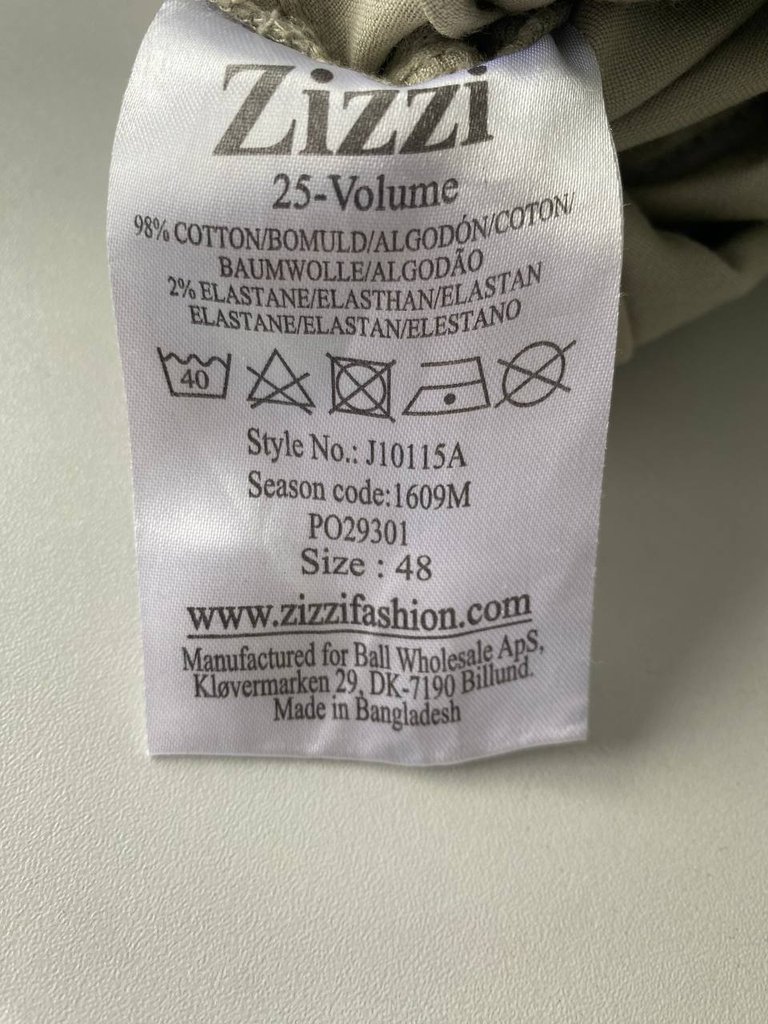 Zizzi
25-Volume
98% COTTON/BOMULD/ALGODÓN/COTON/
BAUMWOLLE/ALGODÃO
2% ELASTANE/ELASTHAN/ELASTAN
ELASTANE/ELASTAN/ELESTANO
40
Style No.: J10115A
Season code:1609M
PO29301
Size : 48
www.zizzifashion.com
Manufactured for Ball Wholesale ApS,
Kløvermarken 29, DK-7190 Billund.
Made in Bangladesh